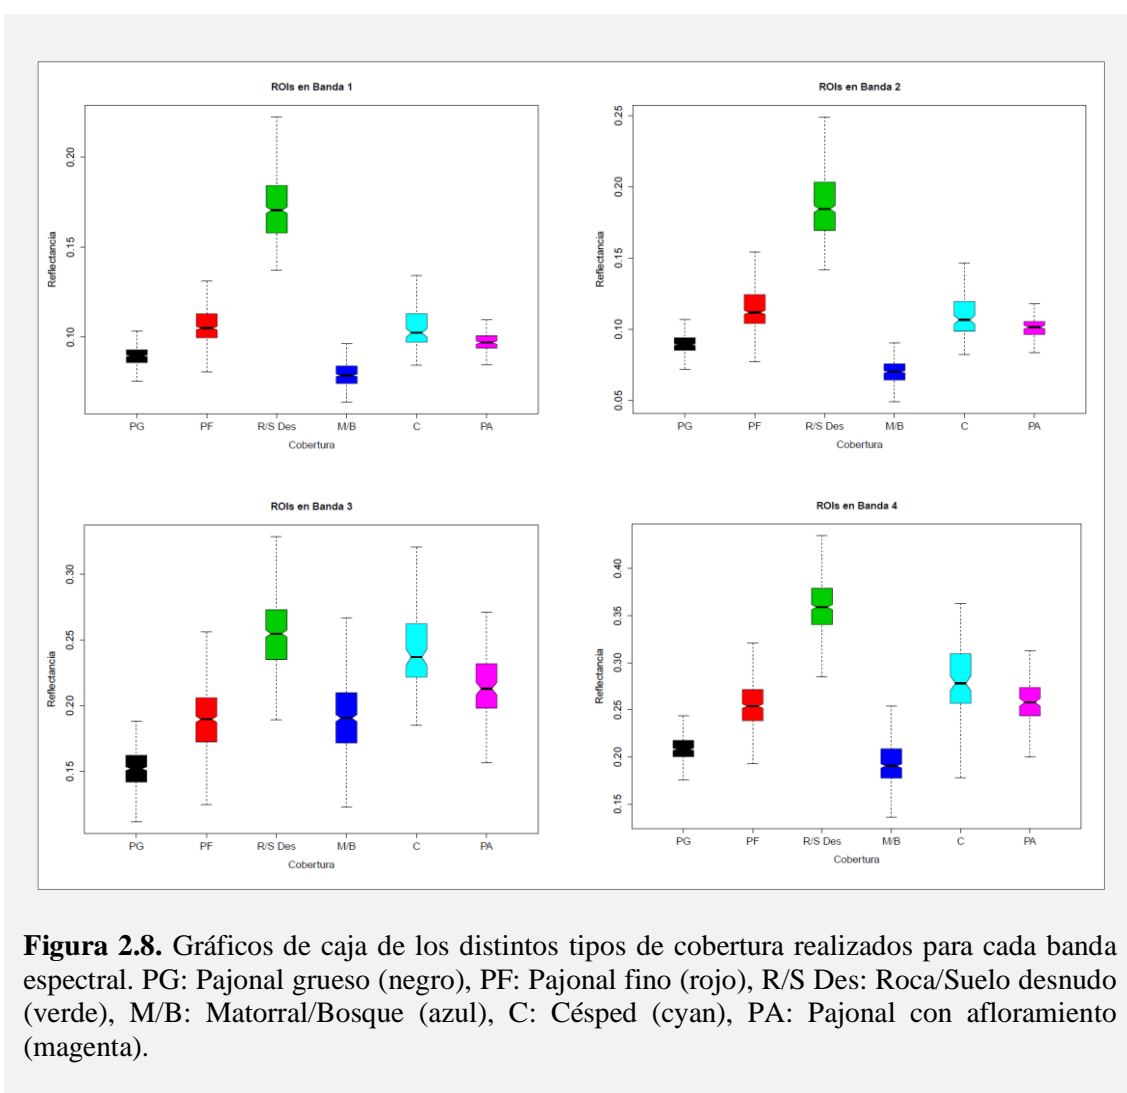 ROIs en Banda 1
Reflectancia
0.20
0.15
0.10
PG PF R/S Des M/B C PA
Cobertura
ROIs en Banda 2
Reflectancia
0.25
0.20
0.15
0.10
0.05
PG PF R/S Des M/B C PA
Cobertura
ROIs en Banda 3
Reflectancia
0.30
0.25
0.20
0.15
PG PF R/S Des M/B C PA
Cobertura
ROIs en Banda 4
Reflectancia
0.40
0.35
0.30
0.25
0.20
0.15
PG PF R/S Des M/B C PA
Cobertura
Figura 2.8. Gráficos de caja de los distintos tipos de cobertura realizados para cada banda
espectral. PG: Pajonal grueso (negro), PF: Pajonal fino (rojo), R/S Des: Roca/Suelo desnudo
(verde), M/B: Matorral/Bosque (azul), C: Césped (cyan), PA: Pajonal con afloramiento
(magenta).